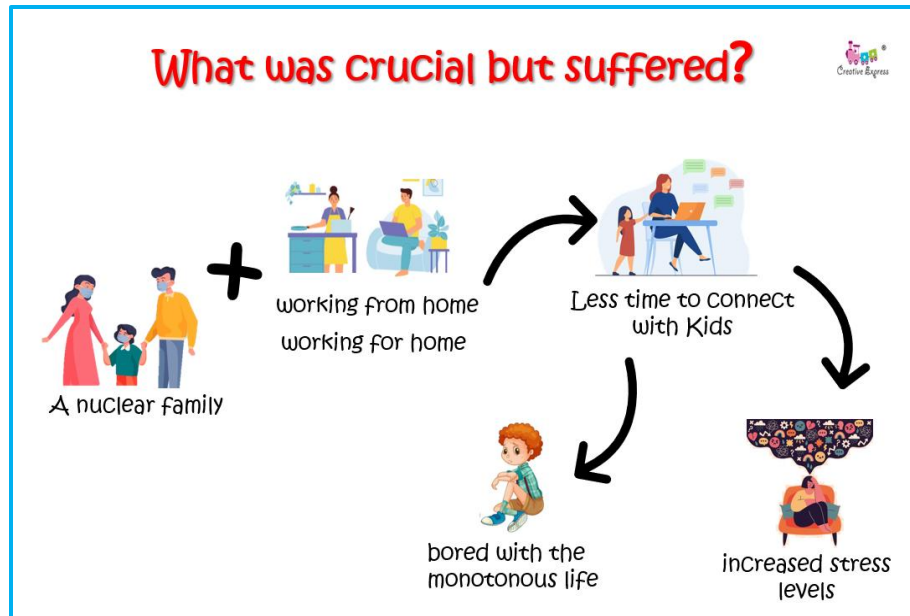 What was crucial but suffered?
Creative Express
®
working from home
working for home
Less time to connect
with Kids
A nuclear family
bored with the
monotonous life
increased stress
levels